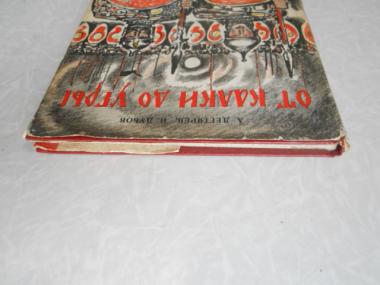 А. ДЕГТЯРЕВ, И. ДУБОВ
ОТ КАЛКИ ДО УГРЫ